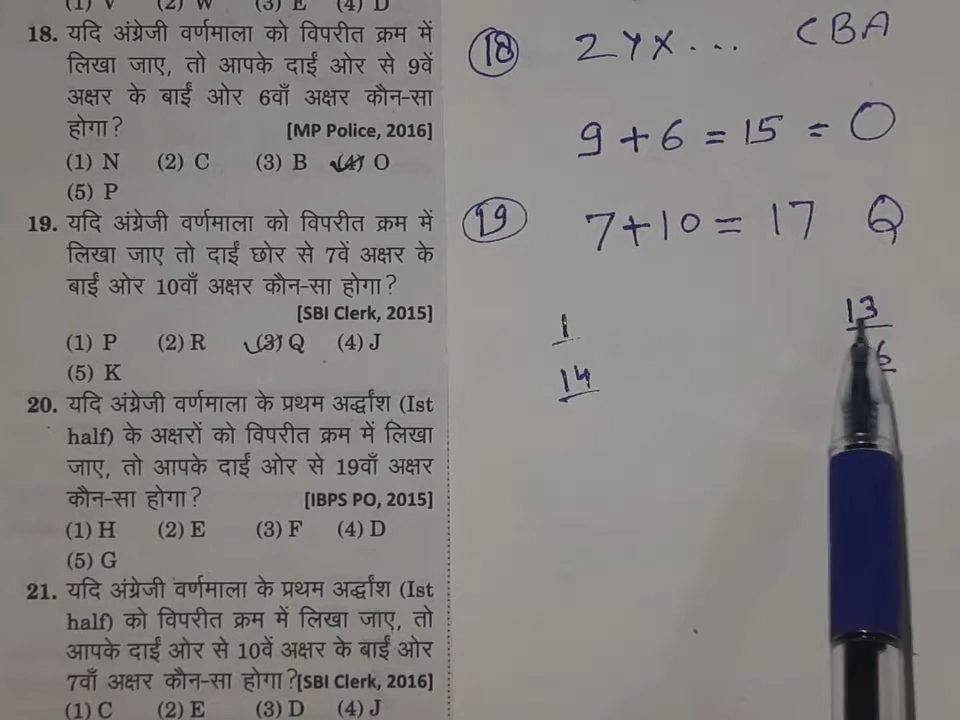 (1) V (2) W (3) E (4) D
18. यदि अंग्रेजी वर्णमाला को विपरीत क्रम में
लिखा जाए, तो आपके दाईं ओर से 9वें
अक्षर के बाईं ओर 6वाँ अक्षर कौन-सा
होगा? [MP Police, 2016]
(1) N (2) C (3) B (4) O
(5) P
19. यदि अंग्रेजी वर्णमाला को विपरीत क्रम में
लिखा जाए तो दाईं छोर से 7वें अक्षर के
बाईं ओर 10वाँ अक्षर कौन-सा होगा?
[SBI Clerk, 2015]
(1) P (2) R (3) Q (4) J
(5) K
20. यदि अंग्रेजी वर्णमाला के प्रथम अर्द्धांश (Ist
half) के अक्षरों को विपरीत क्रम में लिखा
जाए, तो आपके दाईं ओर से 19वाँ अक्षर
कौन-सा होगा? [IBPS PO, 2015]
(1) H (2) E (3) F (4) D
(5) G
21. यदि अंग्रेजी वर्णमाला के प्रथम अर्द्धांश (Ist
half) को विपरीत क्रम में लिखा जाए, तो
आपके दाईं ओर से 10वें अक्षर के बाईं ओर
7वाँ अक्षर कौन-सा होगा? [SBI Clerk, 2016]
(1) C (2) E (3) D (4) J
18 ZYX... CBA
9+6=15=O
19 7+10=17 Q
1 13
14 6